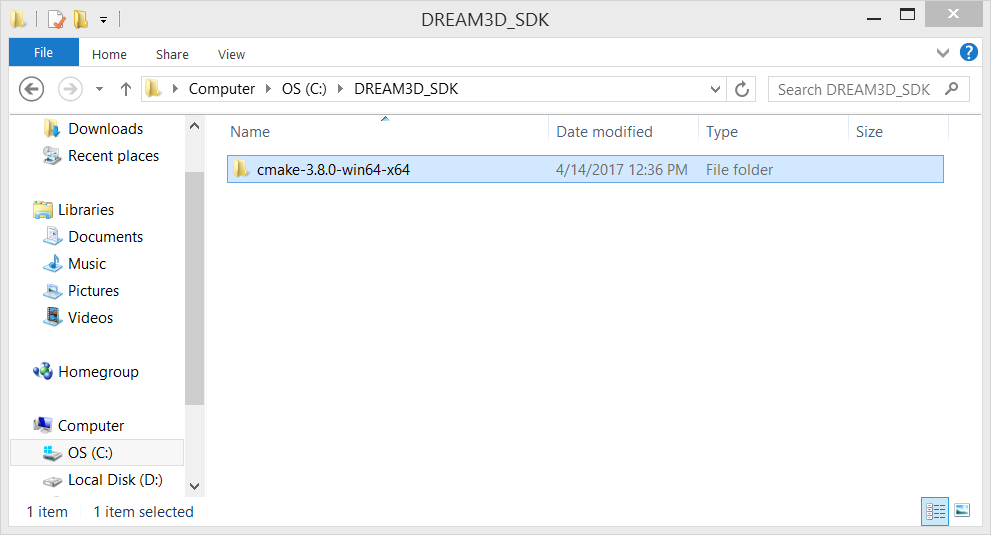 DREAM3D_SDK
File Home Share View
Computer OS (C:) DREAM3D_SDK Search DREAM3D_SDK
Name Date modified Type Size
cmake-3.8.0-win64-x64 4/14/2017 12:36 PM File folder
Downloads
Recent places
Libraries
Documents
Music
Pictures
Videos
Homegroup
Computer
OS (C:)
Local Disk (D:)
1 item 1 item selected